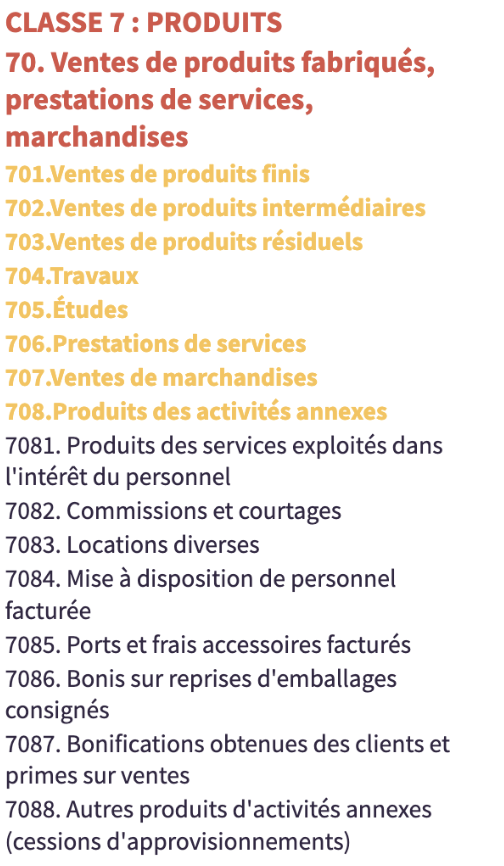 CLASSE 7 : PRODUITS
70. Ventes de produits fabriqués,
prestations de services,
marchandises
701.Ventes de produits finis
702.Ventes de produits intermédiaires
703.Ventes de produits résiduels
704.Travaux
705.Études
706.Prestations de services
707.Ventes de marchandises
708.Produits des activités annexes
7081. Produits des services exploités dans
l'intérêt du personnel
7082. Commissions et courtages
7083. Locations diverses
7084. Mise à disposition de personnel
facturée
7085. Ports et frais accessoires facturés
7086. Bonis sur reprises d'emballages
consignés
7087. Bonifications obtenues des clients et
primes sur ventes
7088. Autres produits d'activités annexes
(cessions d'approvisionnements)